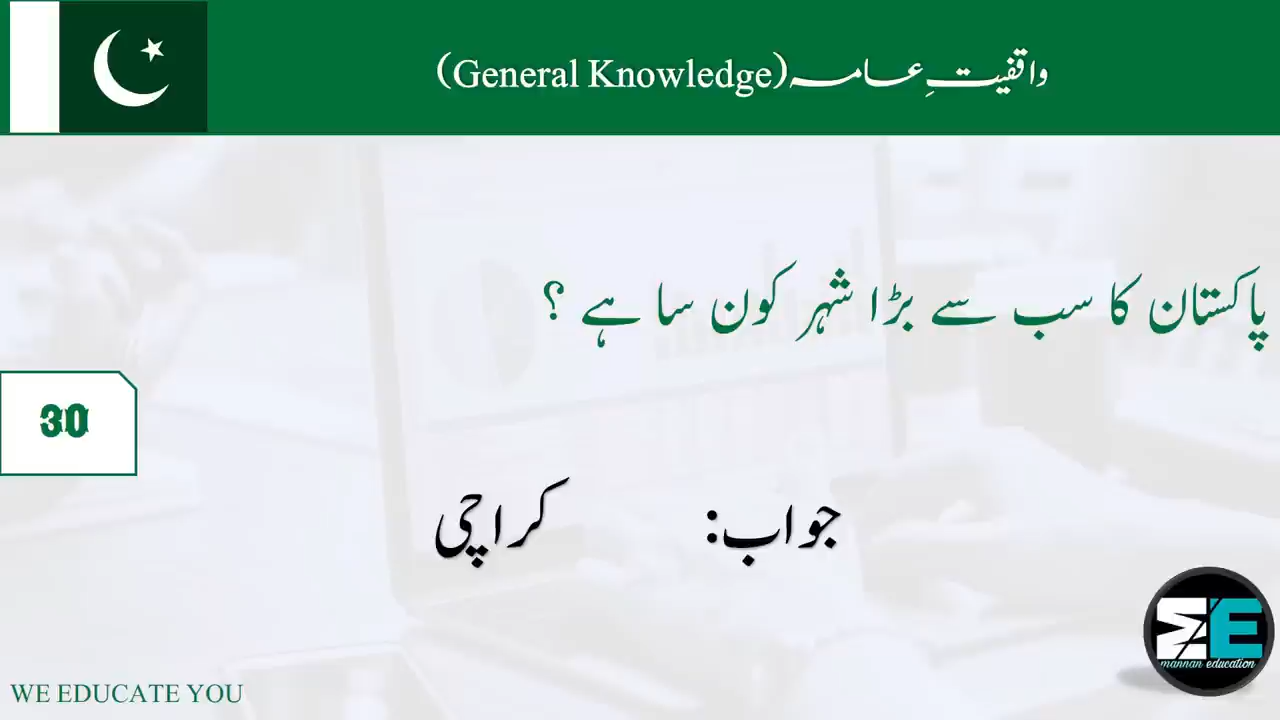 واقفیتِ عامہ(General Knowledge)
پاکستان کا سب سے بڑا شہر کون سا ہے ؟
30
جواب: کراچی
mannan education
WE EDUCATE YOU